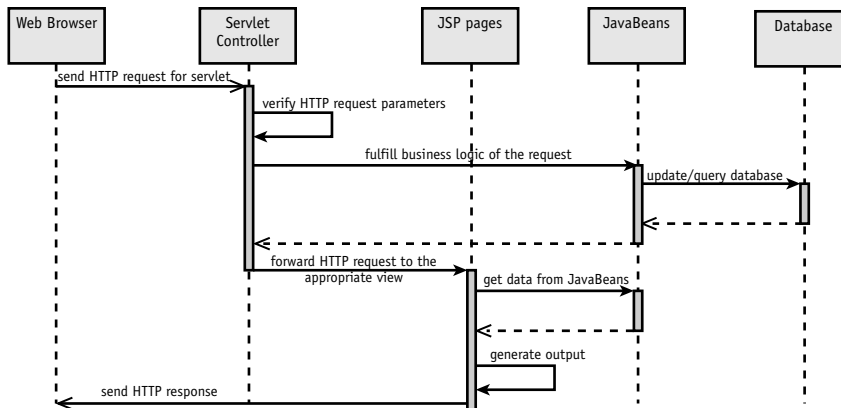 Web Browser
Servlet
Controller
JSP pages
JavaBeans
Database
send HTTP request for servlet
verify HTTP request parameters
fulfill business logic of the request
update/query database
forward HTTP request to the
appropriate view
get data from JavaBeans
generate output
send HTTP response